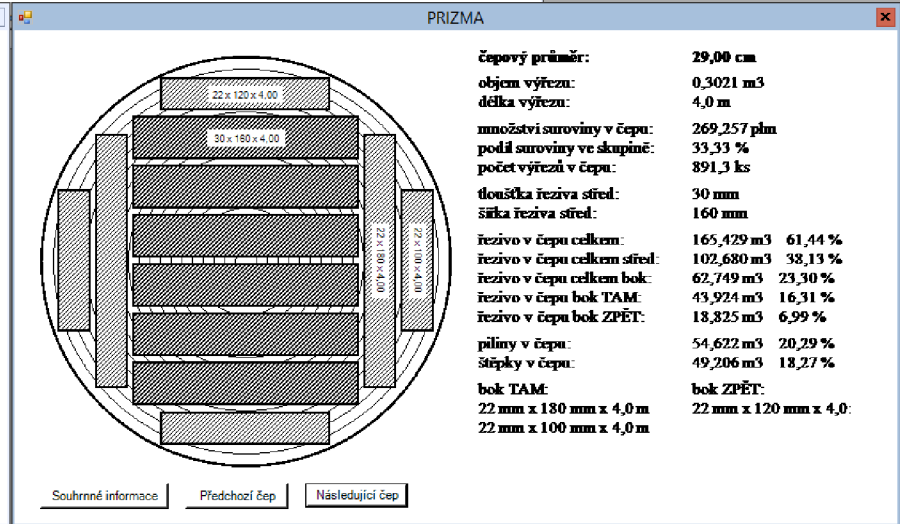 PRIZMA
22 x 120 x 4,00
30 x 160 x 4,00
22 x 180 x 4,00
22 x 100 x 4,00
čepový průměr: 29,00 cm
objem výřezu: 0,3021 m3
délka výřezu: 4,0 m
množství suroviny v čepu: 269,257 plm
podíl suroviny ve skupině: 33,33 %
počet výřezů v čepu: 891,3 ks
tloušťka řeziva střed: 30 mm
šířka řeziva střed: 160 mm
řezivo v čepu celkem: 165,429 m3 61,44 %
řezivo v čepu celkem střed: 102,680 m3 38,13 %
řezivo v čepu celkem bok: 62,749 m3 23,30 %
řezivo v čepu bok TAM: 43,924 m3 16,31 %
řezivo v čepu bok ZPĚT: 18,825 m3 6,99 %
piliny v čepu: 54,622 m3 20,29 %
štěpky v čepu: 49,206 m3 18,27 %
bok TAM: bok ZPĚT:
22 mm x 180 mm x 4,0 m 22 mm x 120 mm x 4,0:
22 mm x 100 mm x 4,0 m
Souhrnné informace Předchozí čep Následující čep